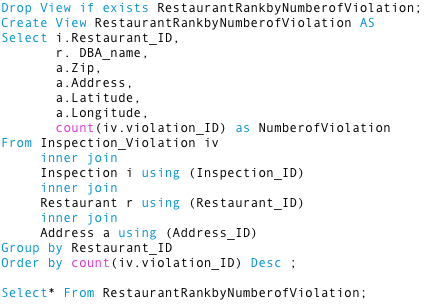 Drop View if exists RestaurantRankbyNumberofViolation;
Create View RestaurantRankbyNumberofViolation AS
Select i.Restaurant_ID,
       r. DBA_name,
       a.Zip,
       a.Address,
       a.Latitude,
       a.Longitude,
       count(iv.violation_ID) as NumberofViolation
From Inspection_Violation iv
     inner join
     Inspection i using (Inspection_ID)
     inner join
     Restaurant r using (Restaurant_ID)
     inner join
     Address a using (Address_ID)
Group by Restaurant_ID
Order by count(iv.violation_ID) Desc ;

Select* From RestaurantRankbyNumberofViolation;